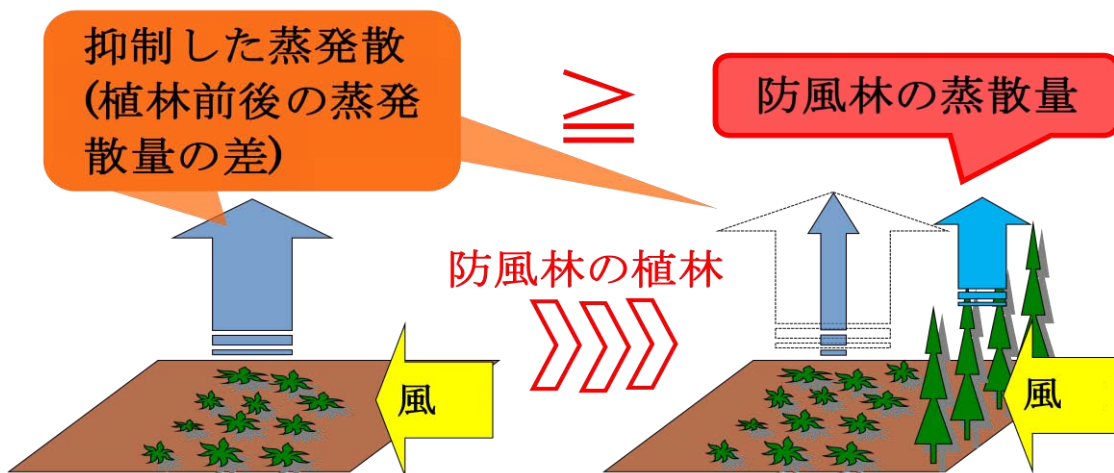 抑制した蒸発散
(植林前後の蒸発
散量の差)
≧
防風林の蒸散量
防風林の植林
風
風